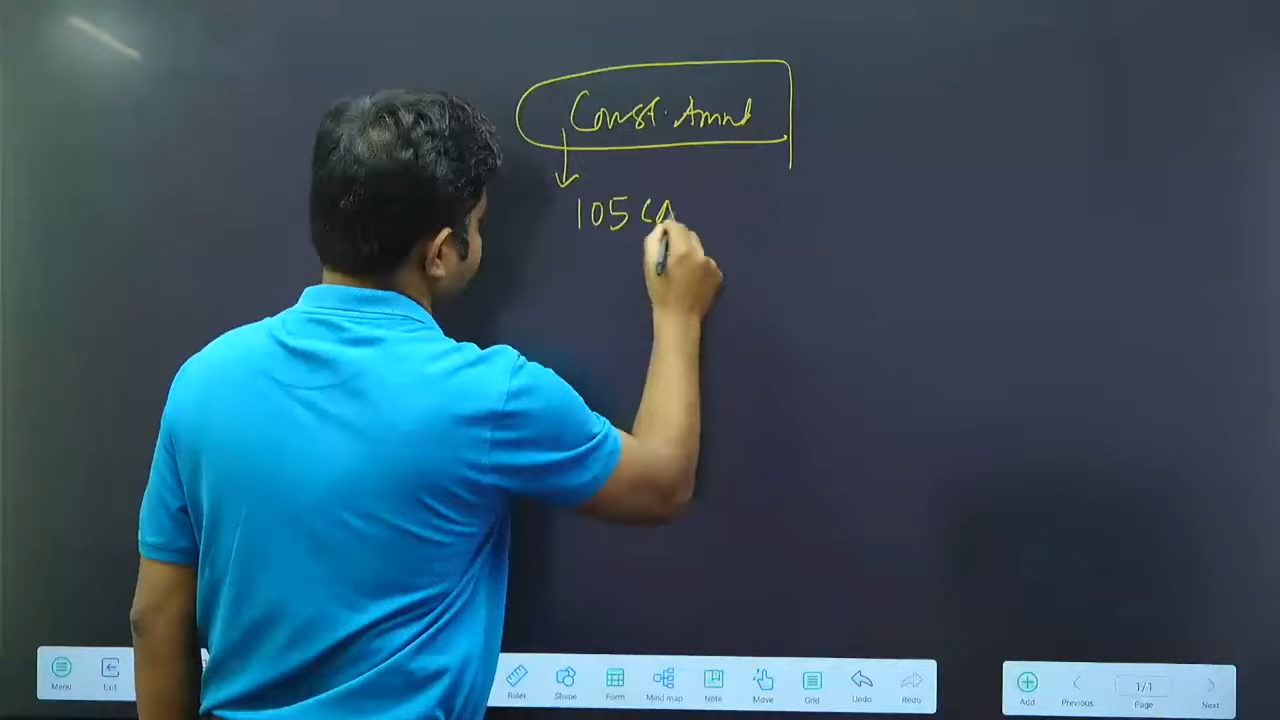 Const. Amnd
105 CA
Menu Exit Ruler Shape Form Mind map Note Move Grid Undo Redo Add Previous 1/1 Page Next